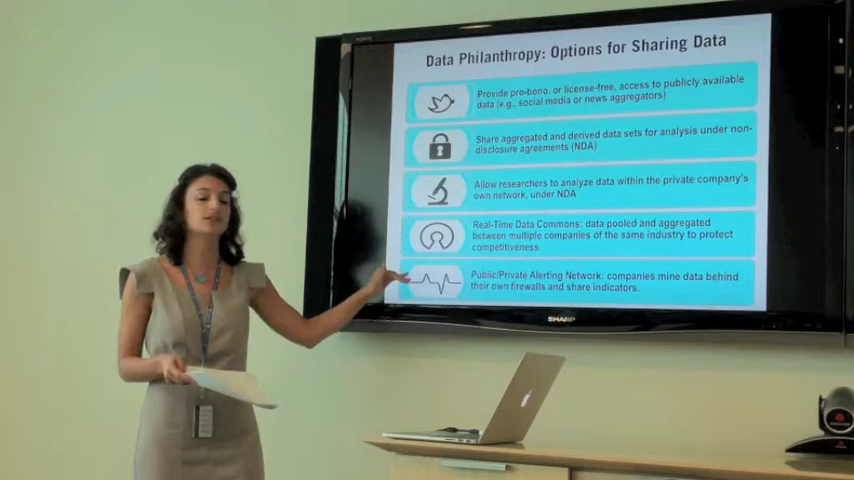 Data Philanthropy: Options for Sharing Data
Provide pro-bono, or license-free, access to publicly available
data (e.g., social media or news aggregators)
Share aggregated and derived data sets for analysis under non-
disclosure agreements (NDA)
Allow researchers to analyze data within the private company's
own network, under NDA
Real-Time Data Commons: data pooled and aggregated
between multiple companies of the same industry to protect
competitiveness.
Public/Private Alerting Network: companies mine data behind
their own firewalls and share indicators.
SHARP